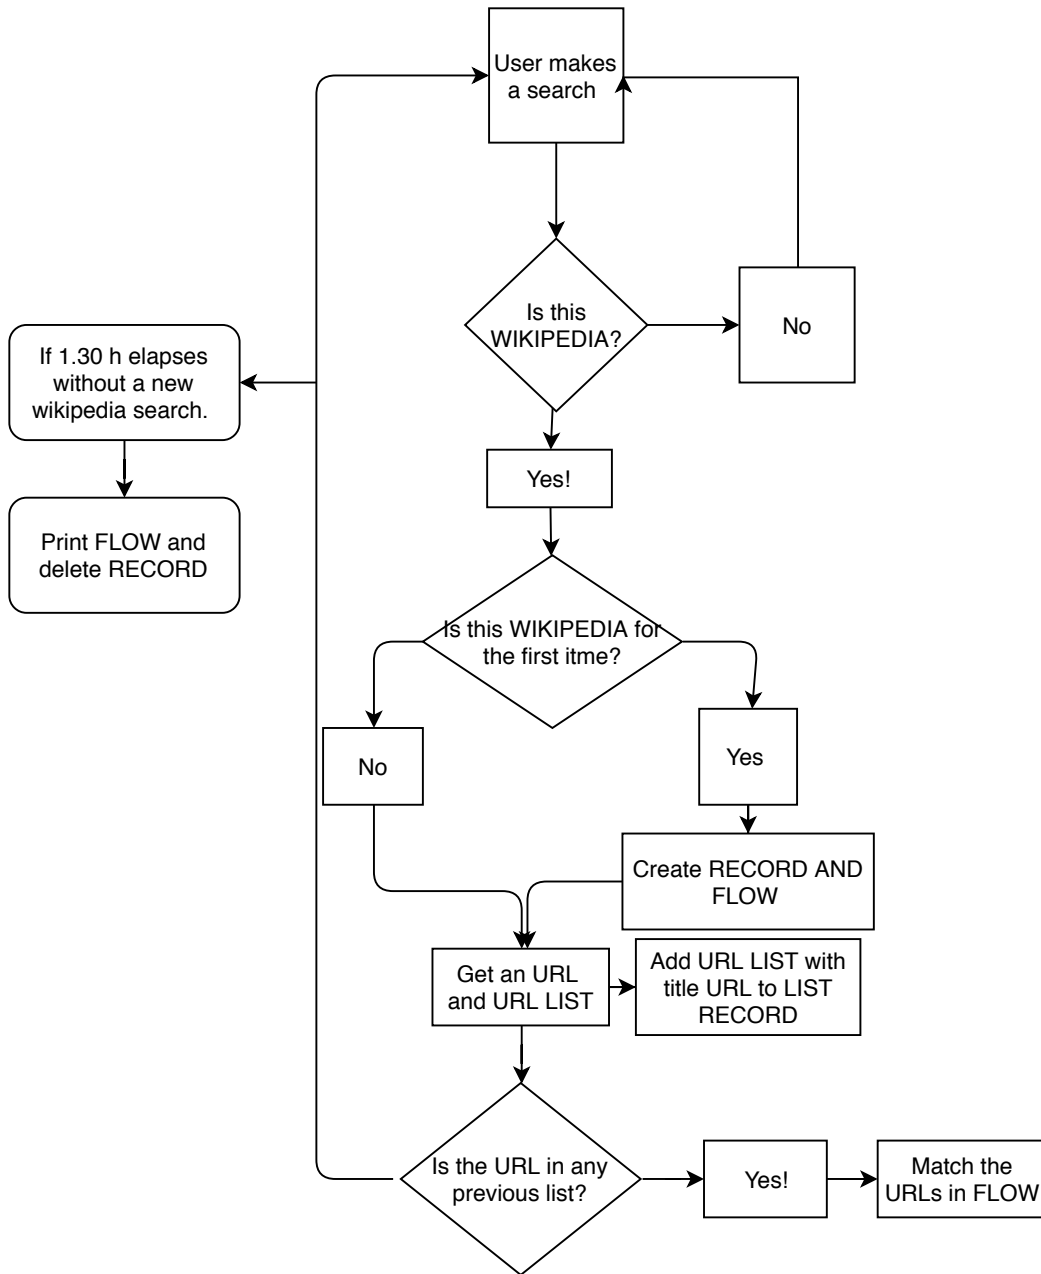 User makes
a search
Is this
WIKIPEDIA?
No
If 1.30 h elapses
without a new
wikipedia search.
Yes!
Print FLOW and
delete RECORD
Is this WIKIPEDIA for
the first itme?
No
Yes
Create RECORD AND
FLOW
Get an URL
and URL LIST
Add URL LIST with
title URL to LIST
RECORD
Is the URL in any
previous list?
Yes!
Match the
URLs in FLOW